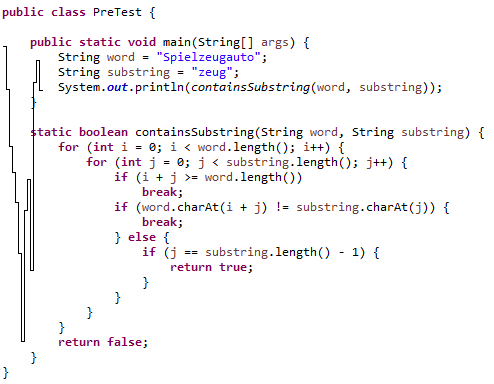 public class PreTest {
public static void main(String[] args) {
String word = "Spielzeugauto";
String substring = "zeug";
System.out.println(containsSubstring(word, substring));
}
static boolean containsSubstring(String word, String substring) {
for (int i = 0; i < word.length(); i++) {
for (int j = 0; j < substring.length(); j++) {
if (i + j >= word.length())
break;
if (word.charAt(i + j) != substring.charAt(j)) {
break;
} else {
if (j == substring.length() - 1) {
return true;
}
}
}
}
return false;
}
}